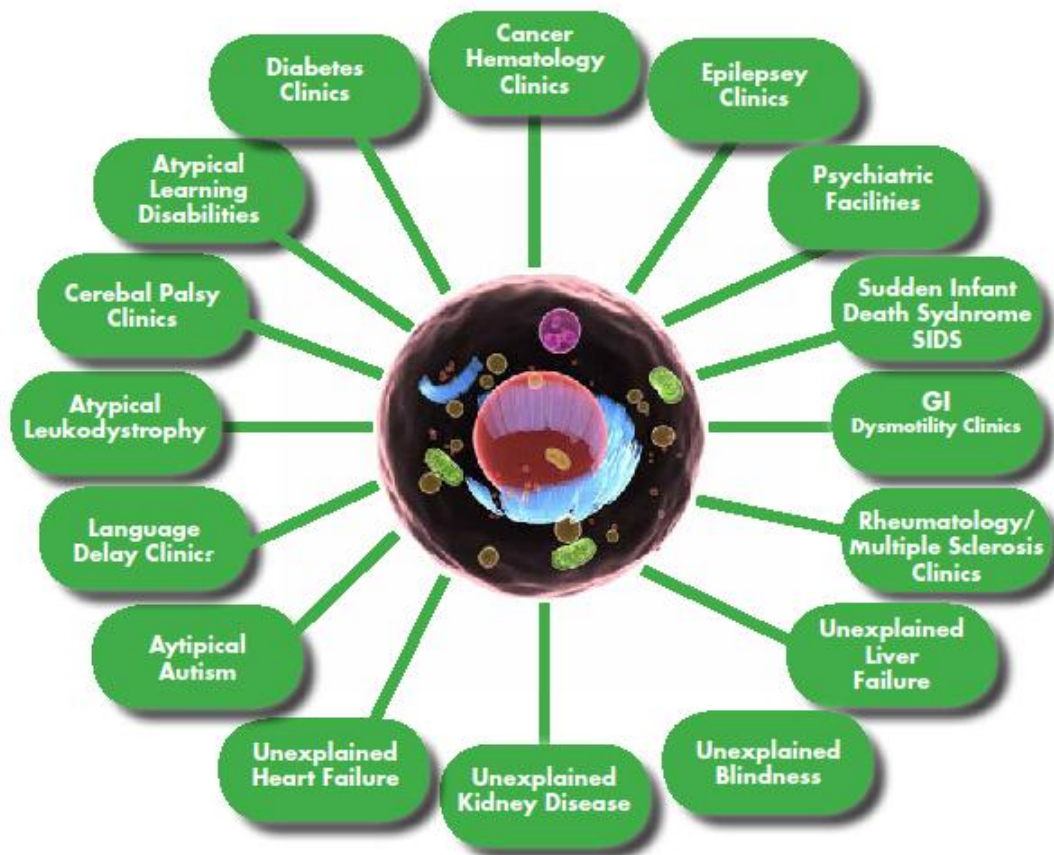 Cancer
Hematology
Clinics
Epilepsey
Clinics
Psychiatric
Facilities
Sudden Infant
Death Sydnrome
SIDS
GI
Dysmotility Clinics
Rheumatology/
Multiple Sclerosis
Clinics
Unexplained
Liver
Failure
Unexplained
Blindness
Unexplained
Kidney Disease
Unexplained
Heart Failure
Aytipical
Autism
Language
Delay Clinics
Atypical
Leukodystrophy
Cerebal Palsy
Clinics
Atypical
Learning
Disabilities
Diabetes
Clinics